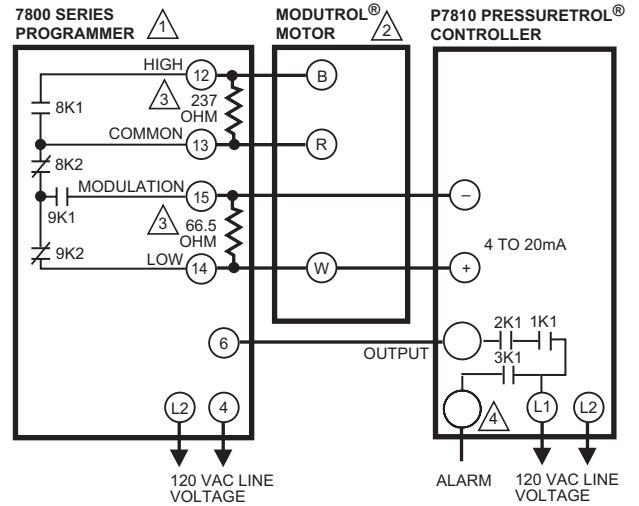 7800 SERIES
PROGRAMMER 1
MODUTROL®
MOTOR 2
P7810 PRESSURETROL®
CONTROLLER
HIGH 12 B
3 237
OHM
8K1
COMMON 13 R
8K2
MODULATION 15 –
9K1
3 66.5
OHM
4 TO 20mA
9K2
LOW 14 W +
6
OUTPUT
2K1 1K1
3K1
L2 4
4 L1 L2
120 VAC LINE
VOLTAGE
ALARM
120 VAC LINE
VOLTAGE